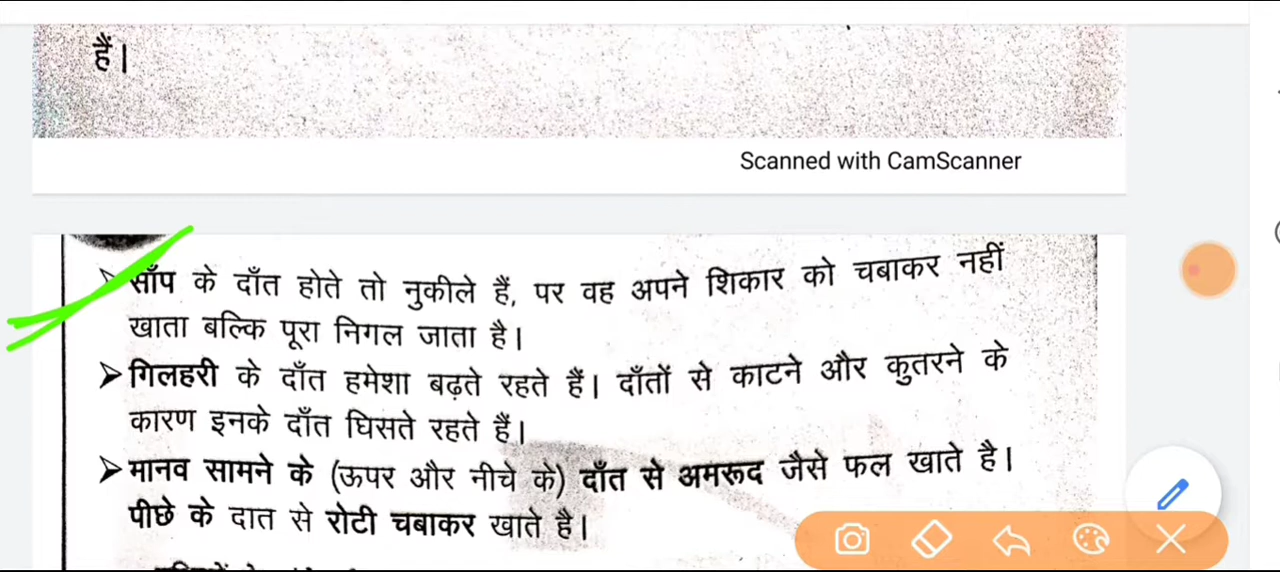 हैं।
Scanned with CamScanner
साँप के दाँत होते तो नुकीले हैं, पर वह अपने शिकार को चबाकर नहीं
खाता बल्कि पूरा निगल जाता है।
गिलहरी के दाँत हमेशा बढ़ते रहते हैं। दाँतों से काटने और कुतरने के
कारण इनके दाँत घिसते रहते हैं।
मानव सामने के (ऊपर और नीचे के) दाँत से अमरूद जैसे फल खाते है।
पीछे के दात से रोटी चबाकर खाते है।